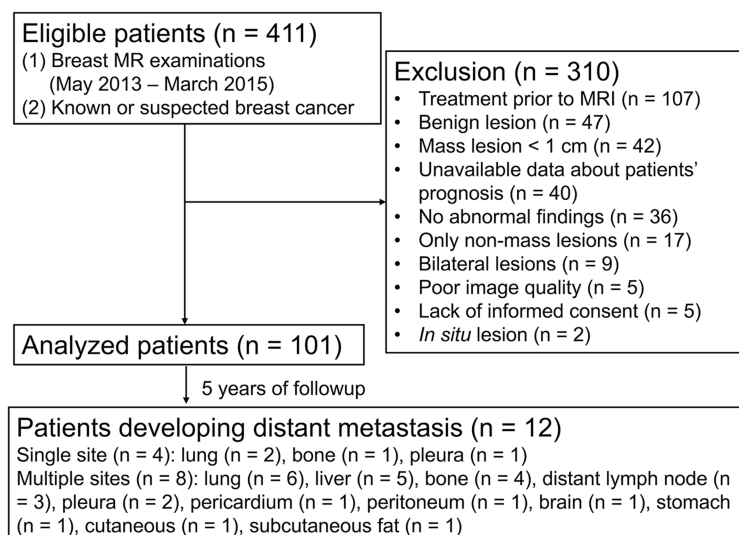 Eligible patients (n = 411)
(1) Breast MR examinations
(May 2013 – March 2015)
(2) Known or suspected breast cancer
Exclusion (n = 310)
• Treatment prior to MRI (n = 107)
• Benign lesion (n = 47)
• Mass lesion < 1 cm (n = 42)
• Unavailable data about patients’
prognosis (n = 40)
• No abnormal findings (n = 36)
• Only non-mass lesions (n = 17)
• Bilateral lesions (n = 9)
• Poor image quality (n = 5)
• Lack of informed consent (n = 5)
• In situ lesion (n = 2)
Analyzed patients (n = 101)
5 years of followup
Patients developing distant metastasis (n = 12)
Single site (n = 4): lung (n = 2), bone (n = 1), pleura (n = 1)
Multiple sites (n = 8): lung (n = 6), liver (n = 5), bone (n = 4), distant lymph node (n
= 3), pleura (n = 2), pericardium (n = 1), peritoneum (n = 1), brain (n = 1), stomach
(n = 1), cutaneous (n = 1), subcutaneous fat (n = 1)